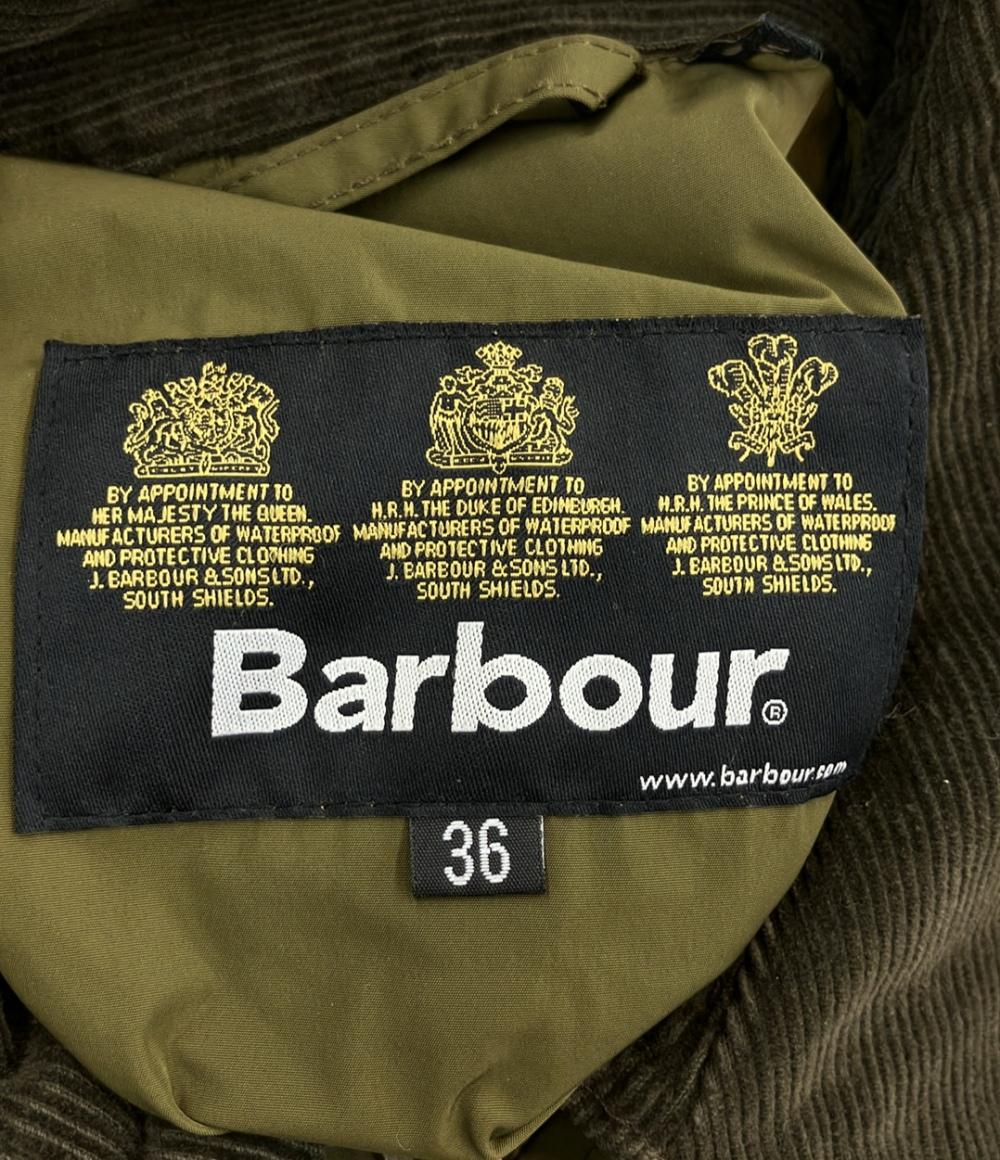 BY APPOINTMENT TO
HER MAJESTY THE QUEEN.
MANUFACTURERS OF WATERPROOF
AND PROTECTIVE CLOTHING
J. BARBOUR & SONS LTD.,
SOUTH SHIELDS.
BY APPOINTMENT TO
H.R.H. THE DUKE OF EDINBURGH.
MANUFACTURERS OF WATERPROOF
AND PROTECTIVE CLOTHING
J. BARBOUR & SONS LTD.,
SOUTH SHIELDS.
BY APPOINTMENT TO
H.R.H. THE PRINCE OF WALES.
MANUFACTURERS OF WATERPROOF
AND PROTECTIVE CLOTHING
J. BARBOUR & SONS LTD.,
SOUTH SHIELDS.
Barbour®
www.barbour.com
36